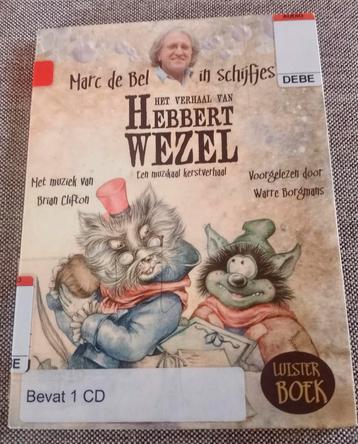 AUDIO
DEBE
Marc de Bel in schijfjes
HET VERHAAL VAN
HEBBERT
WEZEL
Een muzikaal kerstverhaal
Met muziek van
Brian Clifton
Voorgelezen door
Warre Borgmans
LUISTER
BOEK
Bevat 1 CD